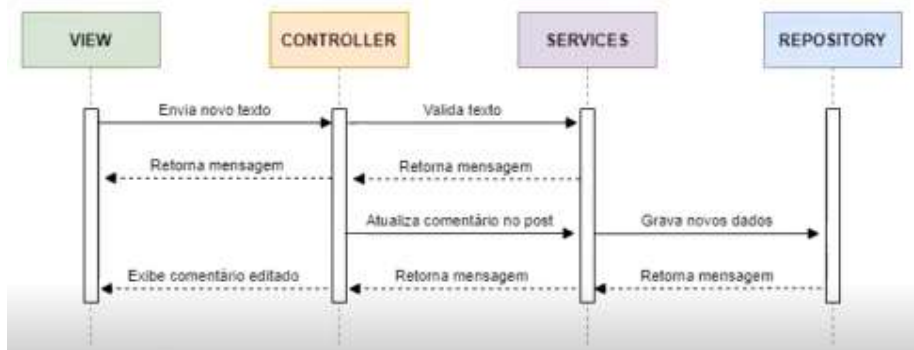 VIEW
CONTROLLER
SERVICES
REPOSITORY
Envia novo texto
Valida texto
Retorna mensagem
Retorna mensagem
Atualiza comentário no post
Grava novos dados
Exibe comentário editado
Retorna mensagem
Retorna mensagem